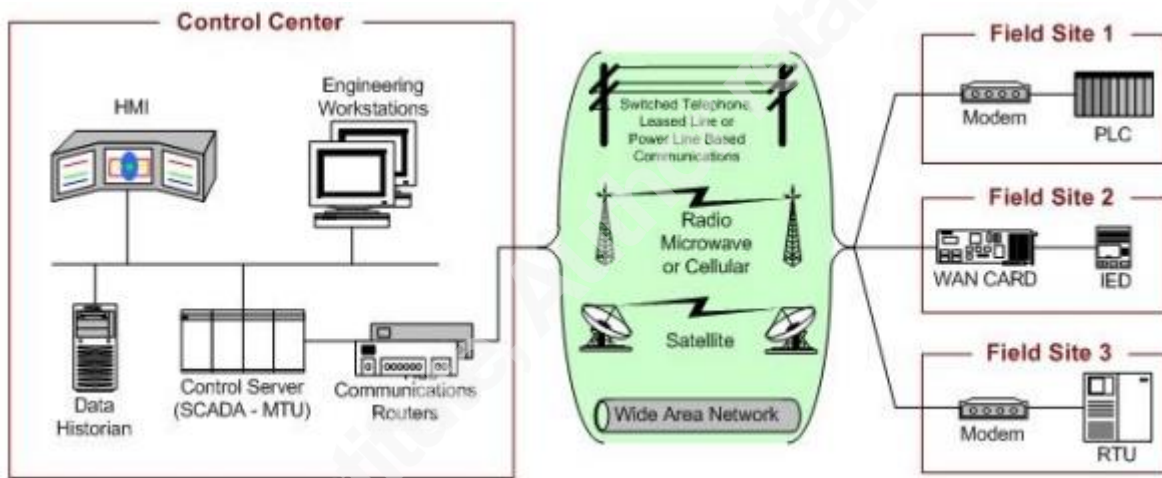 Control Center
HMI
Engineering
Workstations
Data
Historian
Control Server
(SCADA - MTU)
Communications
Routers
Switched Telephone,
Leased Line or
Power Line Based
Communications
Radio
Microwave
or Cellular
Satellite
Wide Area Network
Field Site 1
Modem
PLC
Field Site 2
WAN CARD
IED
Field Site 3
Modem
RTU